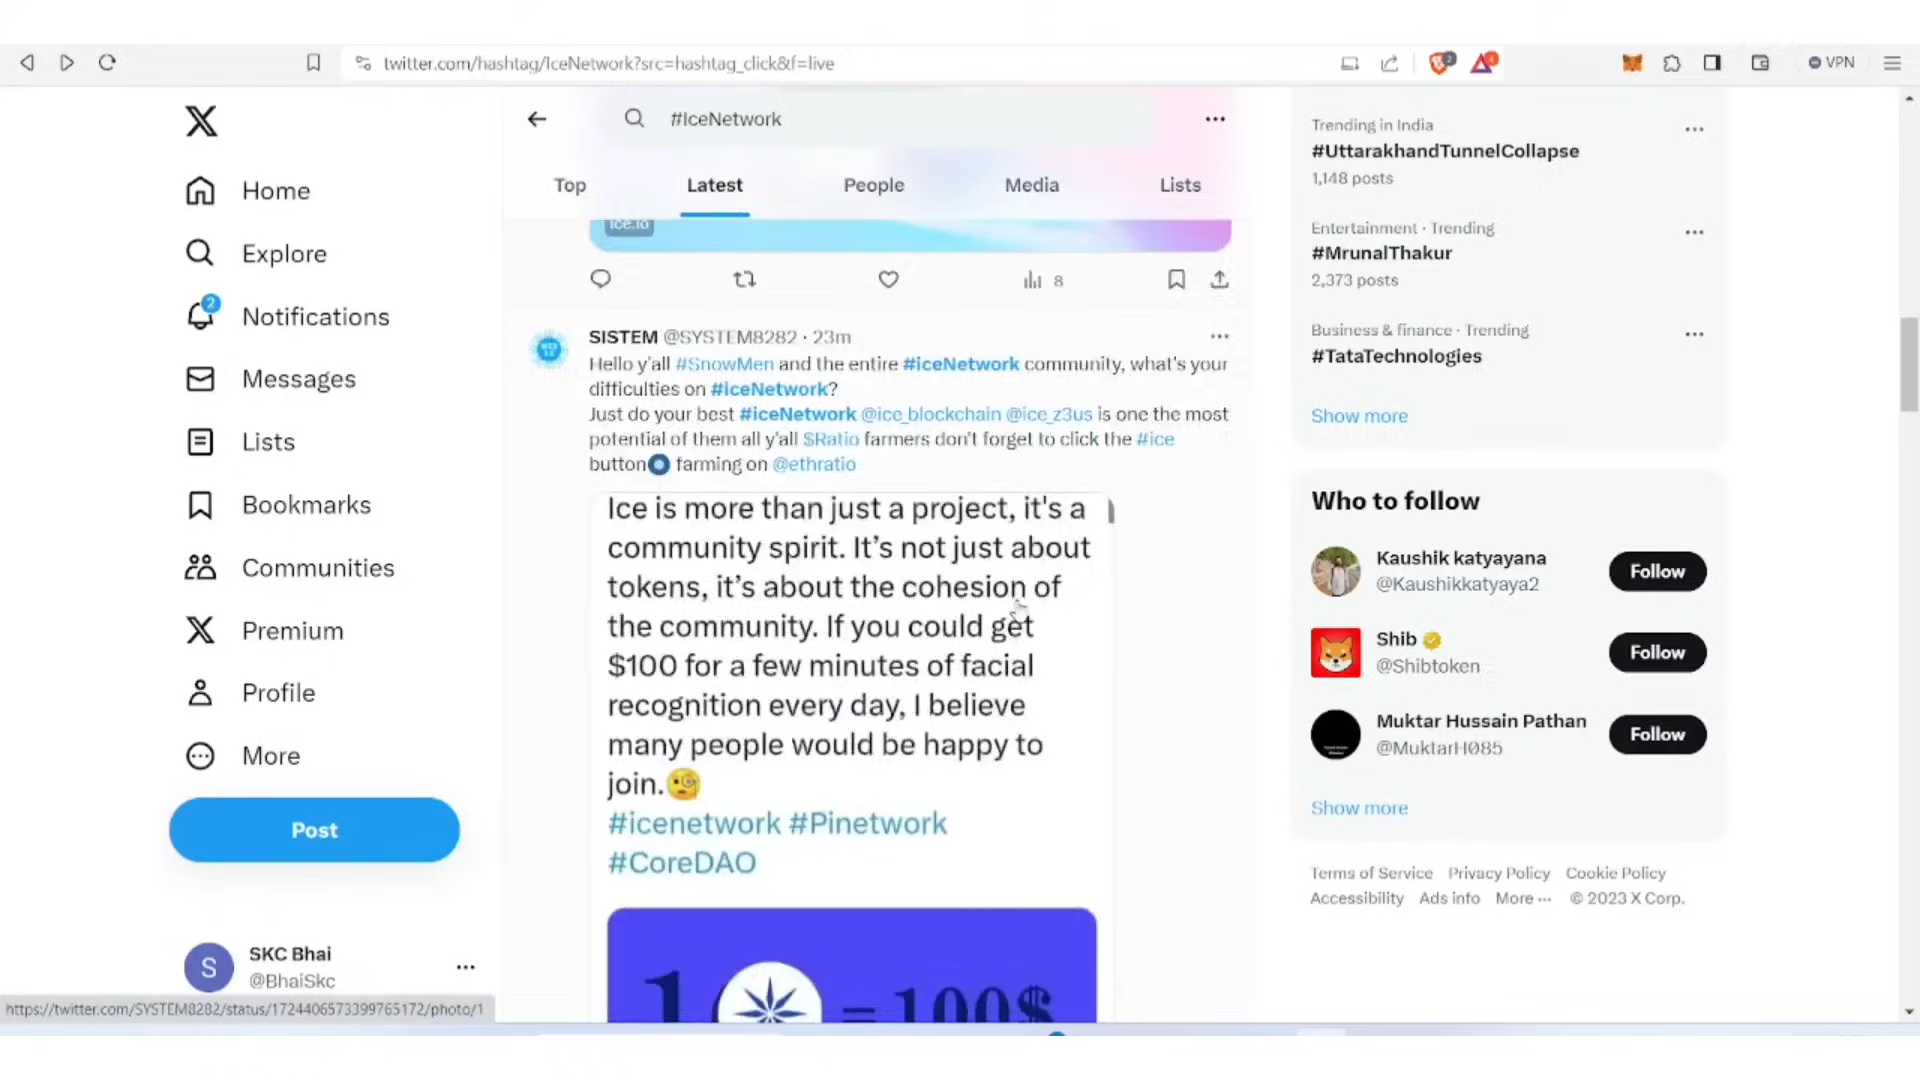 twitter.com/hashtag/IceNetwork?src=hashtag_click&f=live
2
4
VPN
#IceNetwork
Top
Latest
People
Media
Lists
Home
Explore
2
Notifications
Messages
Lists
Bookmarks
Communities
Premium
Profile
More
Post
S
SKC Bhai
@BhaiSkc
https://twitter.com/SYSTEM8282/status/1724406573399765172/photo/1
ice.io
8
SISTEM @SYSTEM8282 · 23m
Hello y'all #SnowMen and the entire #iceNetwork community, what's your
difficulties on #iceNetwork?
Just do your best #iceNetwork @ice_blockchain @ice_z3us is one the most
potential of them all y'all $Ratio farmers don't forget to click the #ice
button farming on @ethratio
Ice is more than just a project, it's a
community spirit. It’s not just about
tokens, it’s about the cohesion of
the community. If you could get
$100 for a few minutes of facial
recognition every day, I believe
many people would be happy to
join.🧐
#icenetwork #Pinetwork
#CoreDAO
1 = 100$
Trending in India
#UttarakhandTunnelCollapse
1,148 posts
Entertainment · Trending
#MrunalThakur
2,373 posts
Business & finance · Trending
#TataTechnologies
Show more
Who to follow
Kaushik katyayana
@Kaushikkatyaya2
Follow
Shib
@Shibtoken
Follow
Muktar Hussain Pathan
@MuktarH085
Follow
Show more
Terms of Service Privacy Policy Cookie Policy
Accessibility Ads info More ··· © 2023 X Corp.